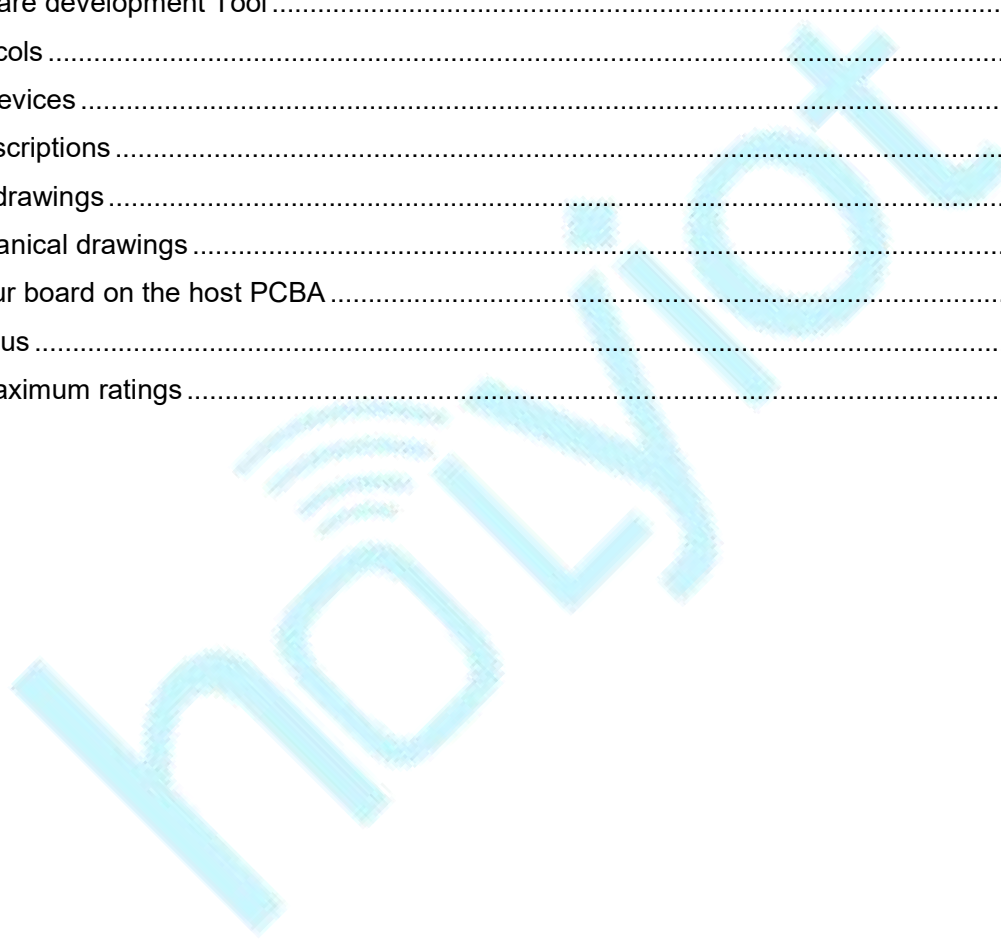 are development Tool
cols
evices
scriptions
drawings
anical drawings
ur board on the host PCBA
us
aximum ratings
holyiot